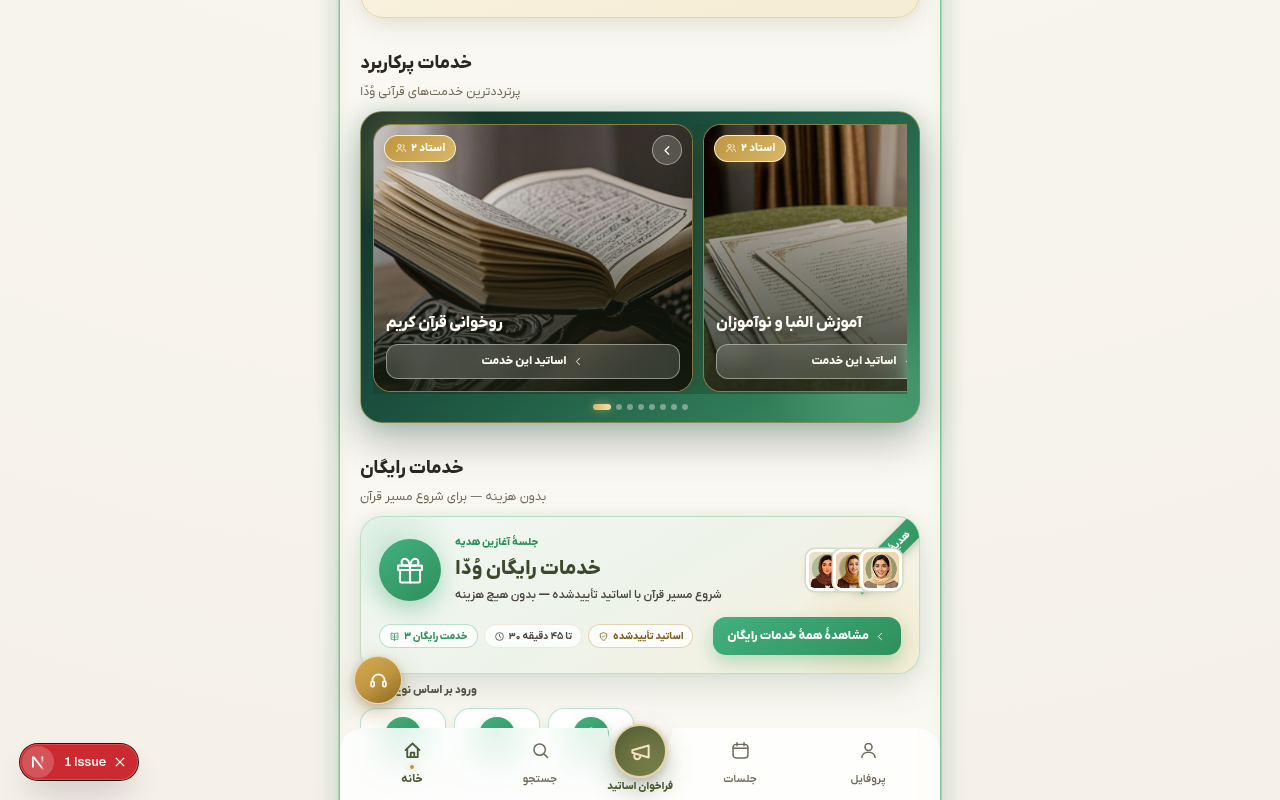 خدمات پرکاربرد
پرترددترین خدمت‌های قرآنی وُدّا
استاد ۲
استاد ۲
روخوانی قرآن کریم
آموزش الفبا و نوآموزان
اساتید این خدمت
اساتید این خدمت
خدمات رایگان
بدون هزینه — برای شروع مسیر قرآن
جلسهٔ آغازین هدیه
خدمات رایگان وُدّا
شروع مسیر قرآن با اساتید تأییدشده — بدون هیچ هزینه
خدمت رایگان ۳
تا ۴۵ دقیقه ۳۰
اساتید تأییدشده
مشاهدهٔ همهٔ خدمات رایگان
ورود بر اساس
خانه
جستجو
فراخوان اساتید
جلسات
پروفایل
1 Issue